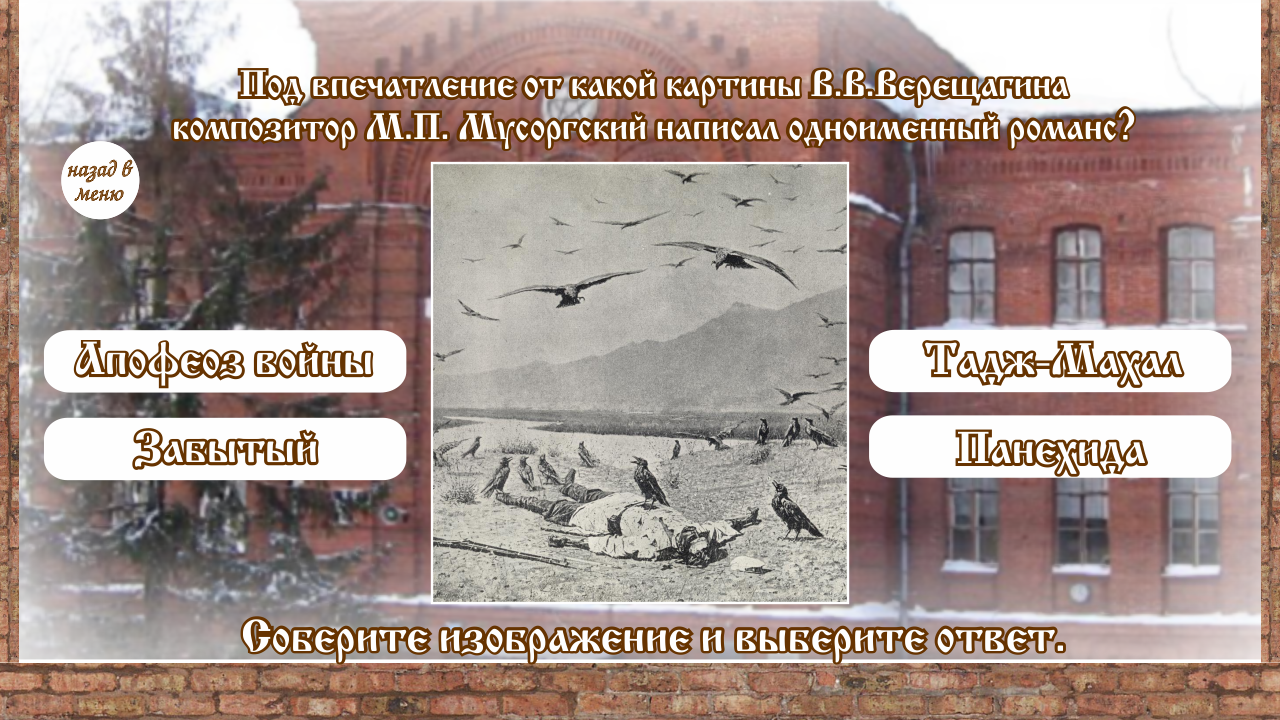 Под впечатление от какой картины В.В.Верещагина
композитор М.П. Мусоргский написал одноименный романс?
назад в
меню
Апофеоз войны
Забытый
Тадж-Махал
Панехида
Соберите изображение и выберите ответ.